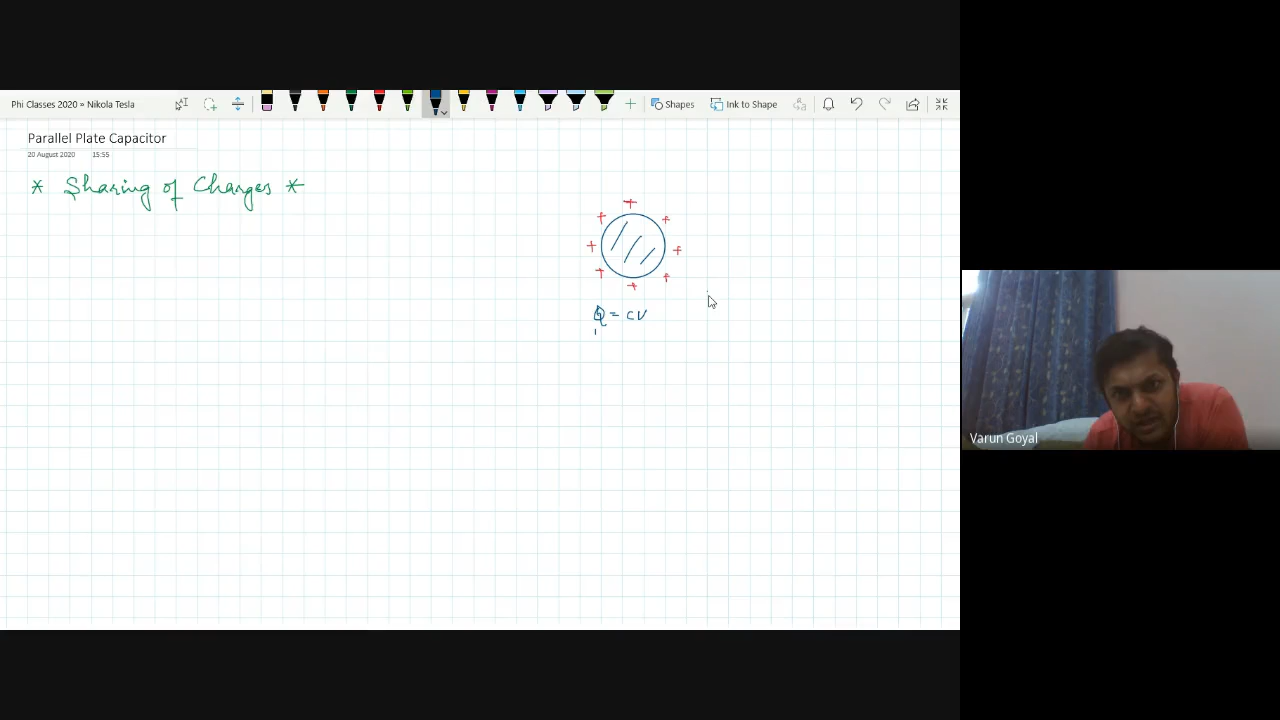 Phi Classes 2020 » Nikola Tesla
Shapes
Ink to Shape
Parallel Plate Capacitor
20 August 2020 15:55
* Sharing of Charges *
+ + + + + + + +
Q = CV
Varun Goyal